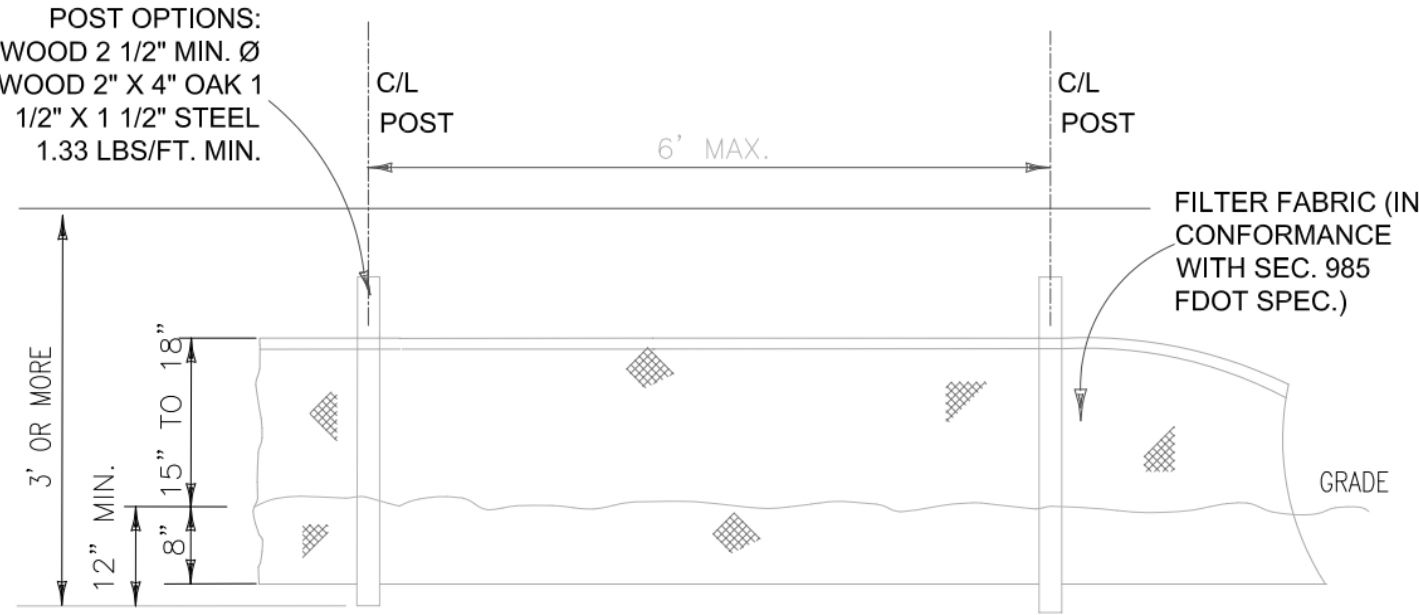 POST OPTIONS:
WOOD 2 1/2" MIN. Ø
WOOD 2" X 4" OAK 1
1/2" X 1 1/2" STEEL
1.33 LBS/FT. MIN.
C/L
POST
C/L
POST
6' MAX.
FILTER FABRIC (IN
CONFORMANCE
WITH SEC. 985
FDOT SPEC.)
3' OR MORE
15" TO 18"
12" MIN.
8"
GRADE